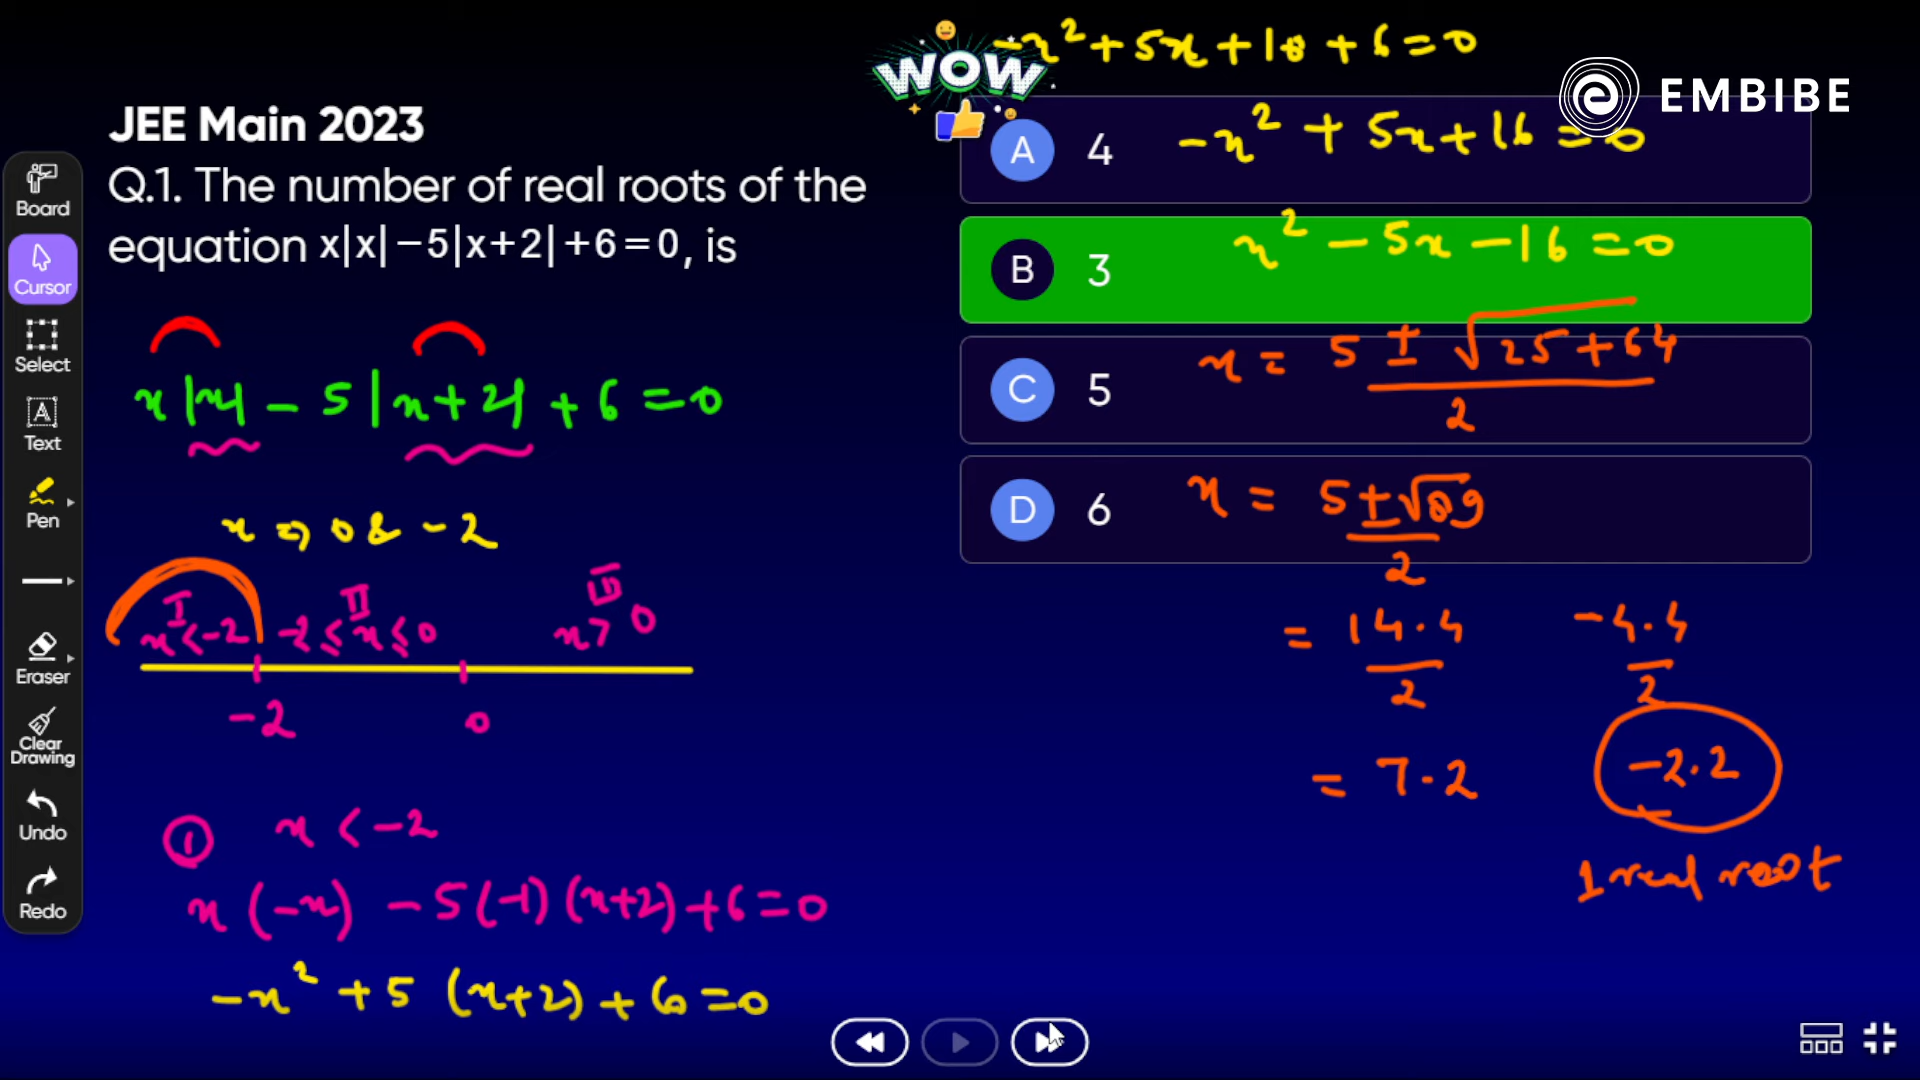 WOW
EMBIBE
JEE Main 2023
Q.1. The number of real roots of the
equation x|x|−5|x+2|+6=0, is
A 4
B 3
C 5
D 6
Board
Cursor
Select
Text
Pen
Eraser
Clear
Drawing
Undo
Redo
x|x| − 5|x+2| + 6 = 0
x ⇒ 0 & −2
I II III
x < −2 −2 ≤ x ≤ 0 x > 0
−2 0
① x < −2
x (−x) − 5(−1) (x+2) + 6 = 0
−x² + 5 (x+2) + 6 = 0
−x² + 5x + 10 + 6 = 0
−x² + 5x + 16 = 0
x² − 5x − 16 = 0
x = 5 ± √25+64
2
x = 5 ± √89
2
= 14.4 −4.4
2 2
= 7.2 −2.2
1 real root